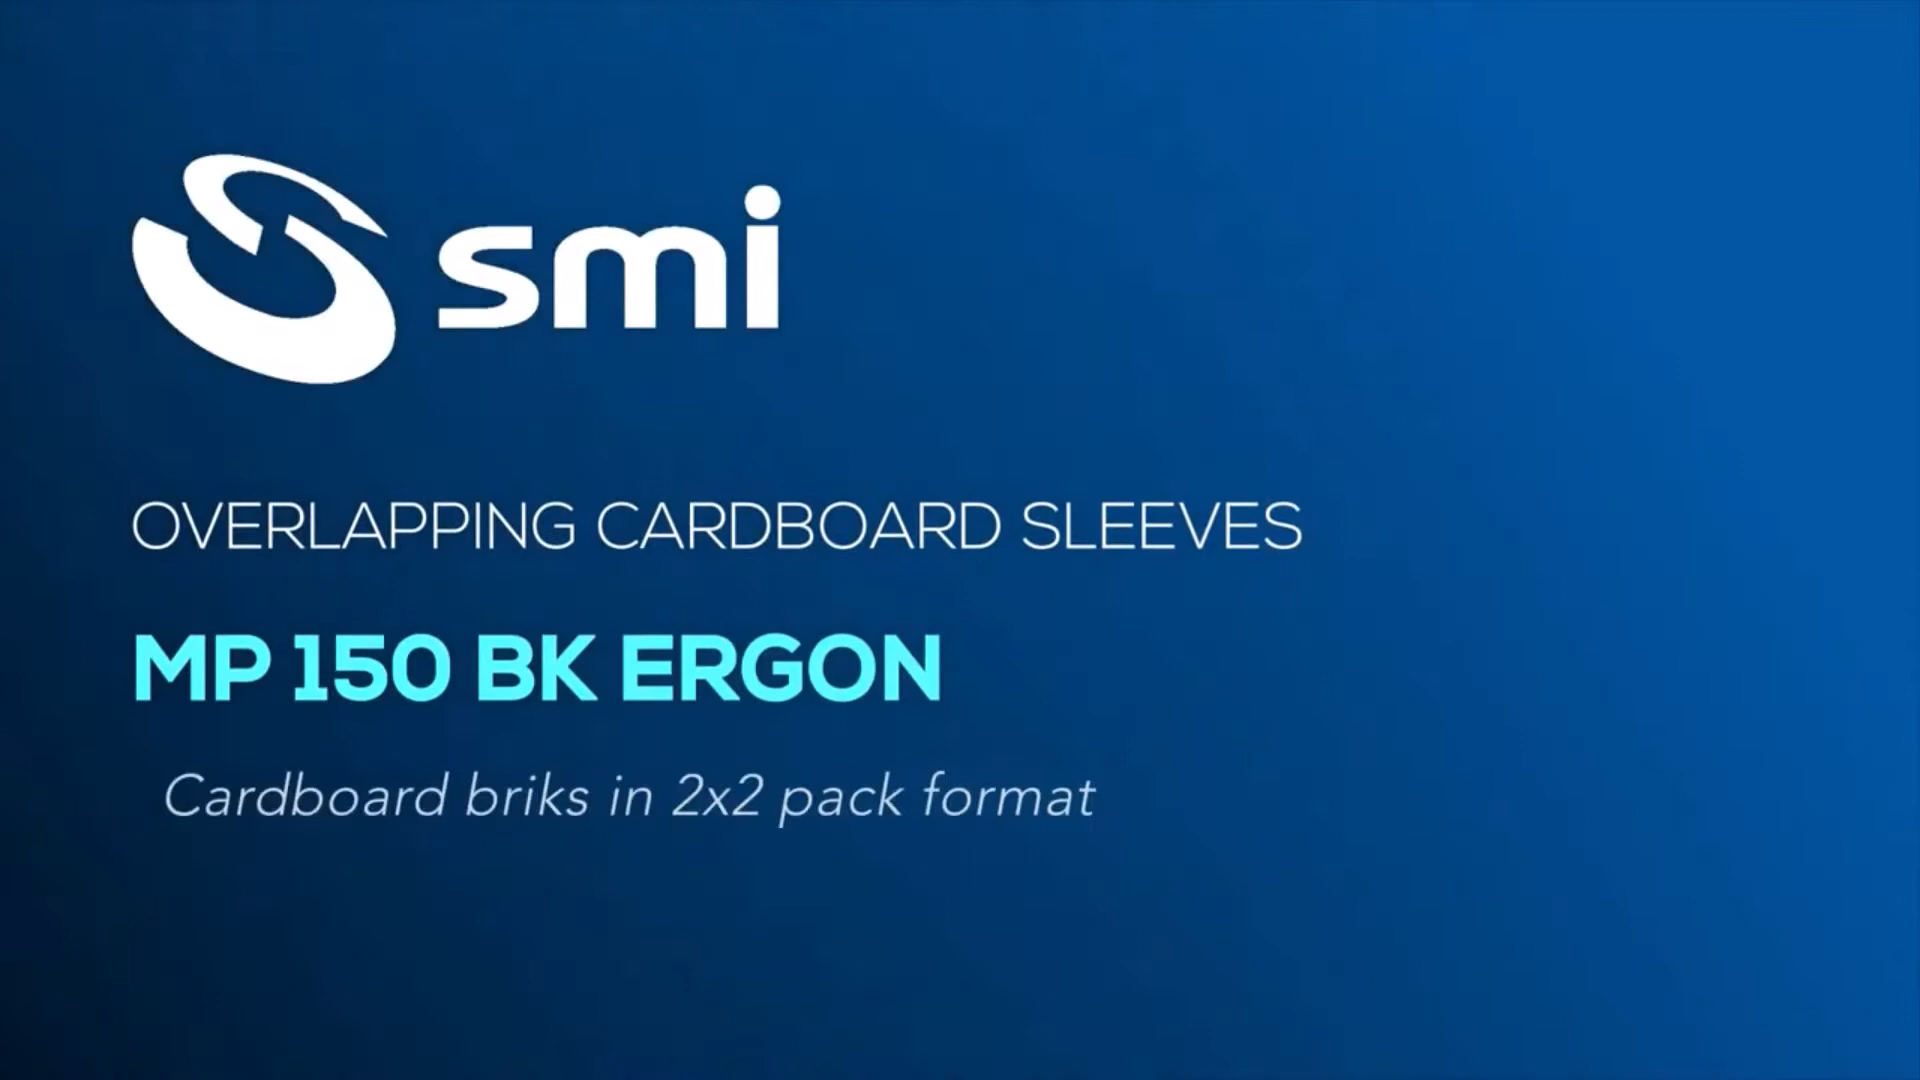 smi
OVERLAPPING CARDBOARD SLEEVES
MP 150 BK ERGON
Cardboard briks in 2x2 pack format